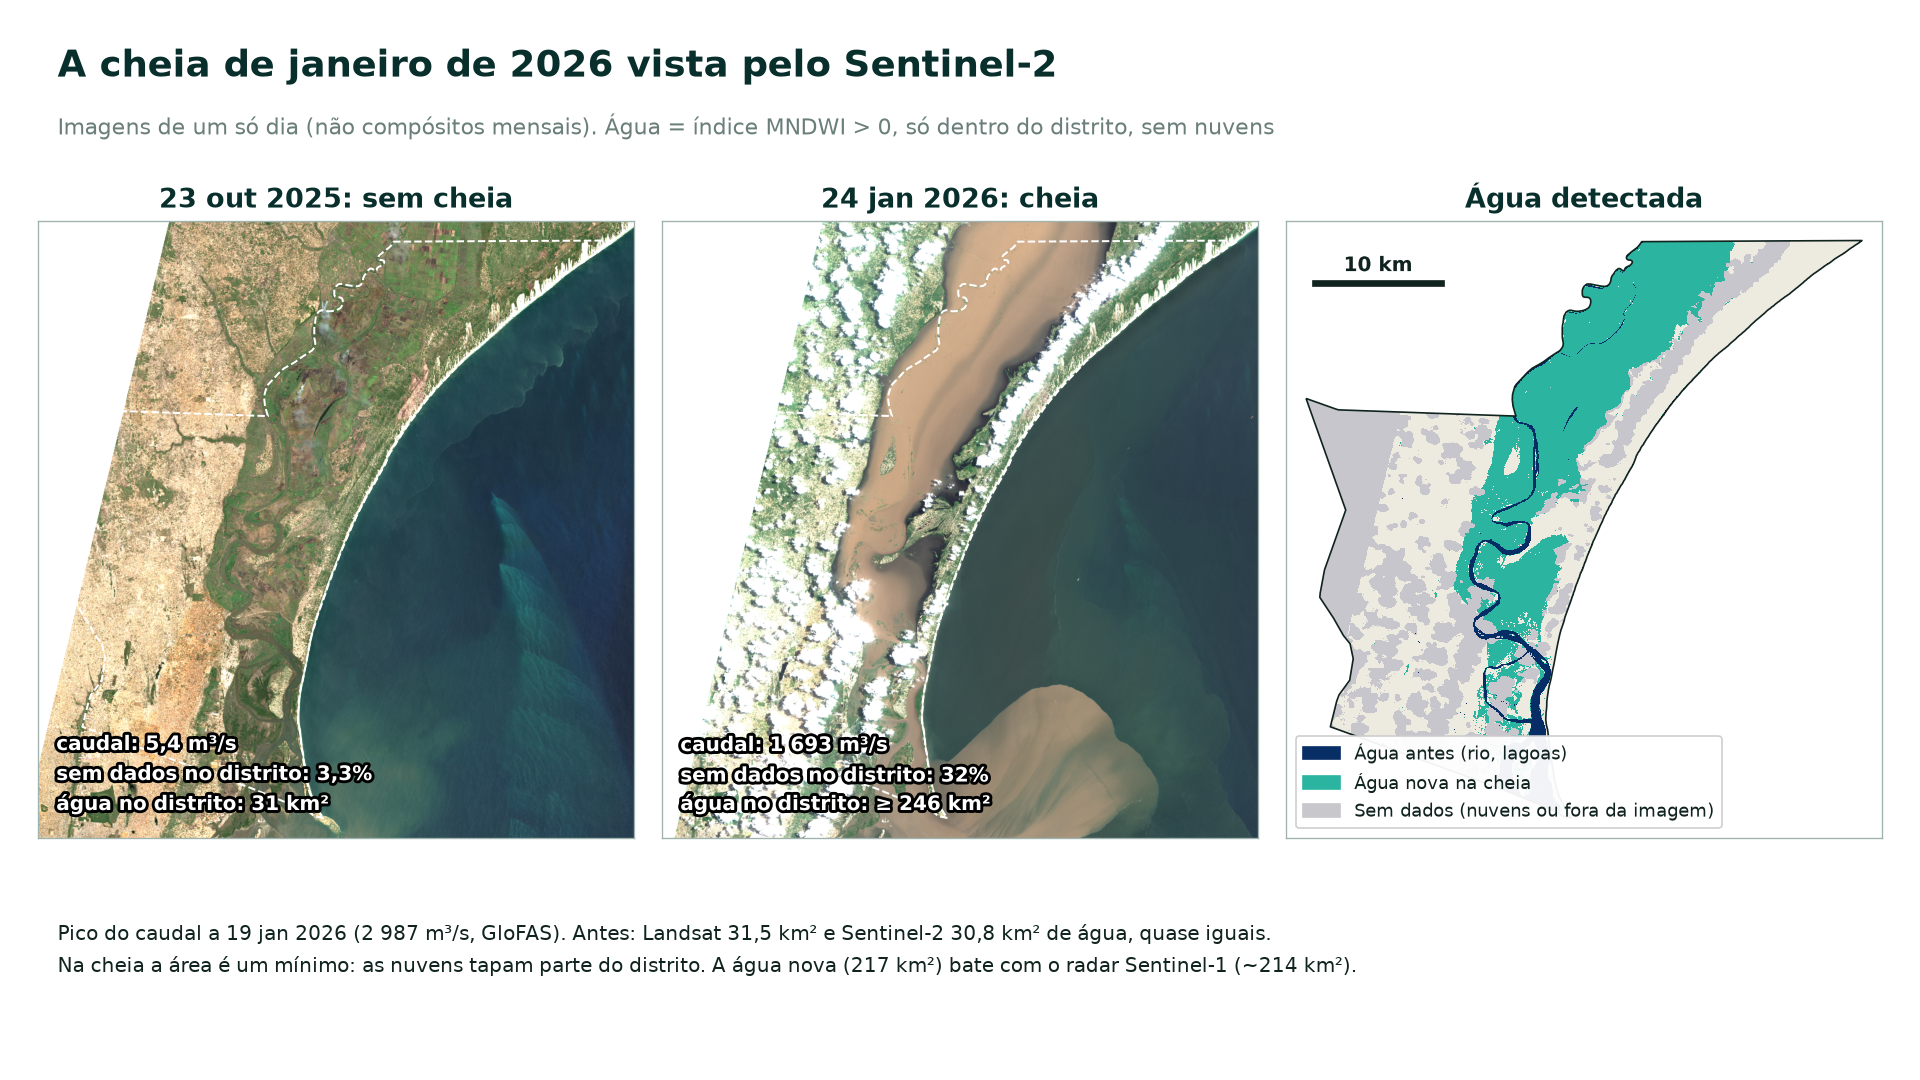 A cheia de janeiro de 2026 vista pelo Sentinel-2
Imagens de um só dia (não compósitos mensais). Água = índice MNDWI > 0, só dentro do distrito, sem nuvens
23 out 2025: sem cheia
caudal: 5,4 m³/s
sem dados no distrito: 3,3%
água no distrito: 31 km²
24 jan 2026: cheia
caudal: 1 693 m³/s
sem dados no distrito: 32%
água no distrito: ≥ 246 km²
Água detectada
10 km
Água antes (rio, lagoas)
Água nova na cheia
Sem dados (nuvens ou fora da imagem)
Pico do caudal a 19 jan 2026 (2 987 m³/s, GloFAS). Antes: Landsat 31,5 km² e Sentinel-2 30,8 km² de água, quase iguais.
Na cheia a área é um mínimo: as nuvens tapam parte do distrito. A água nova (217 km²) bate com o radar Sentinel-1 (~214 km²).